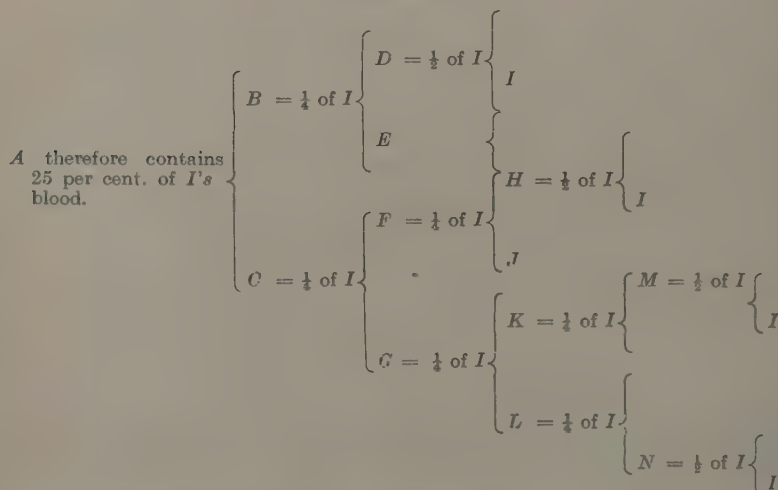 D = ½ of I
I
B = ¼ of I
E
A therefore contains
25 per cent. of I's
blood.
H = ½ of I
I
F = ¼ of I
J
C = ¼ of I
M = ½ of I
I
K = ¼ of I
G = ¼ of I
L = ¼ of I
N = ½ of I
I